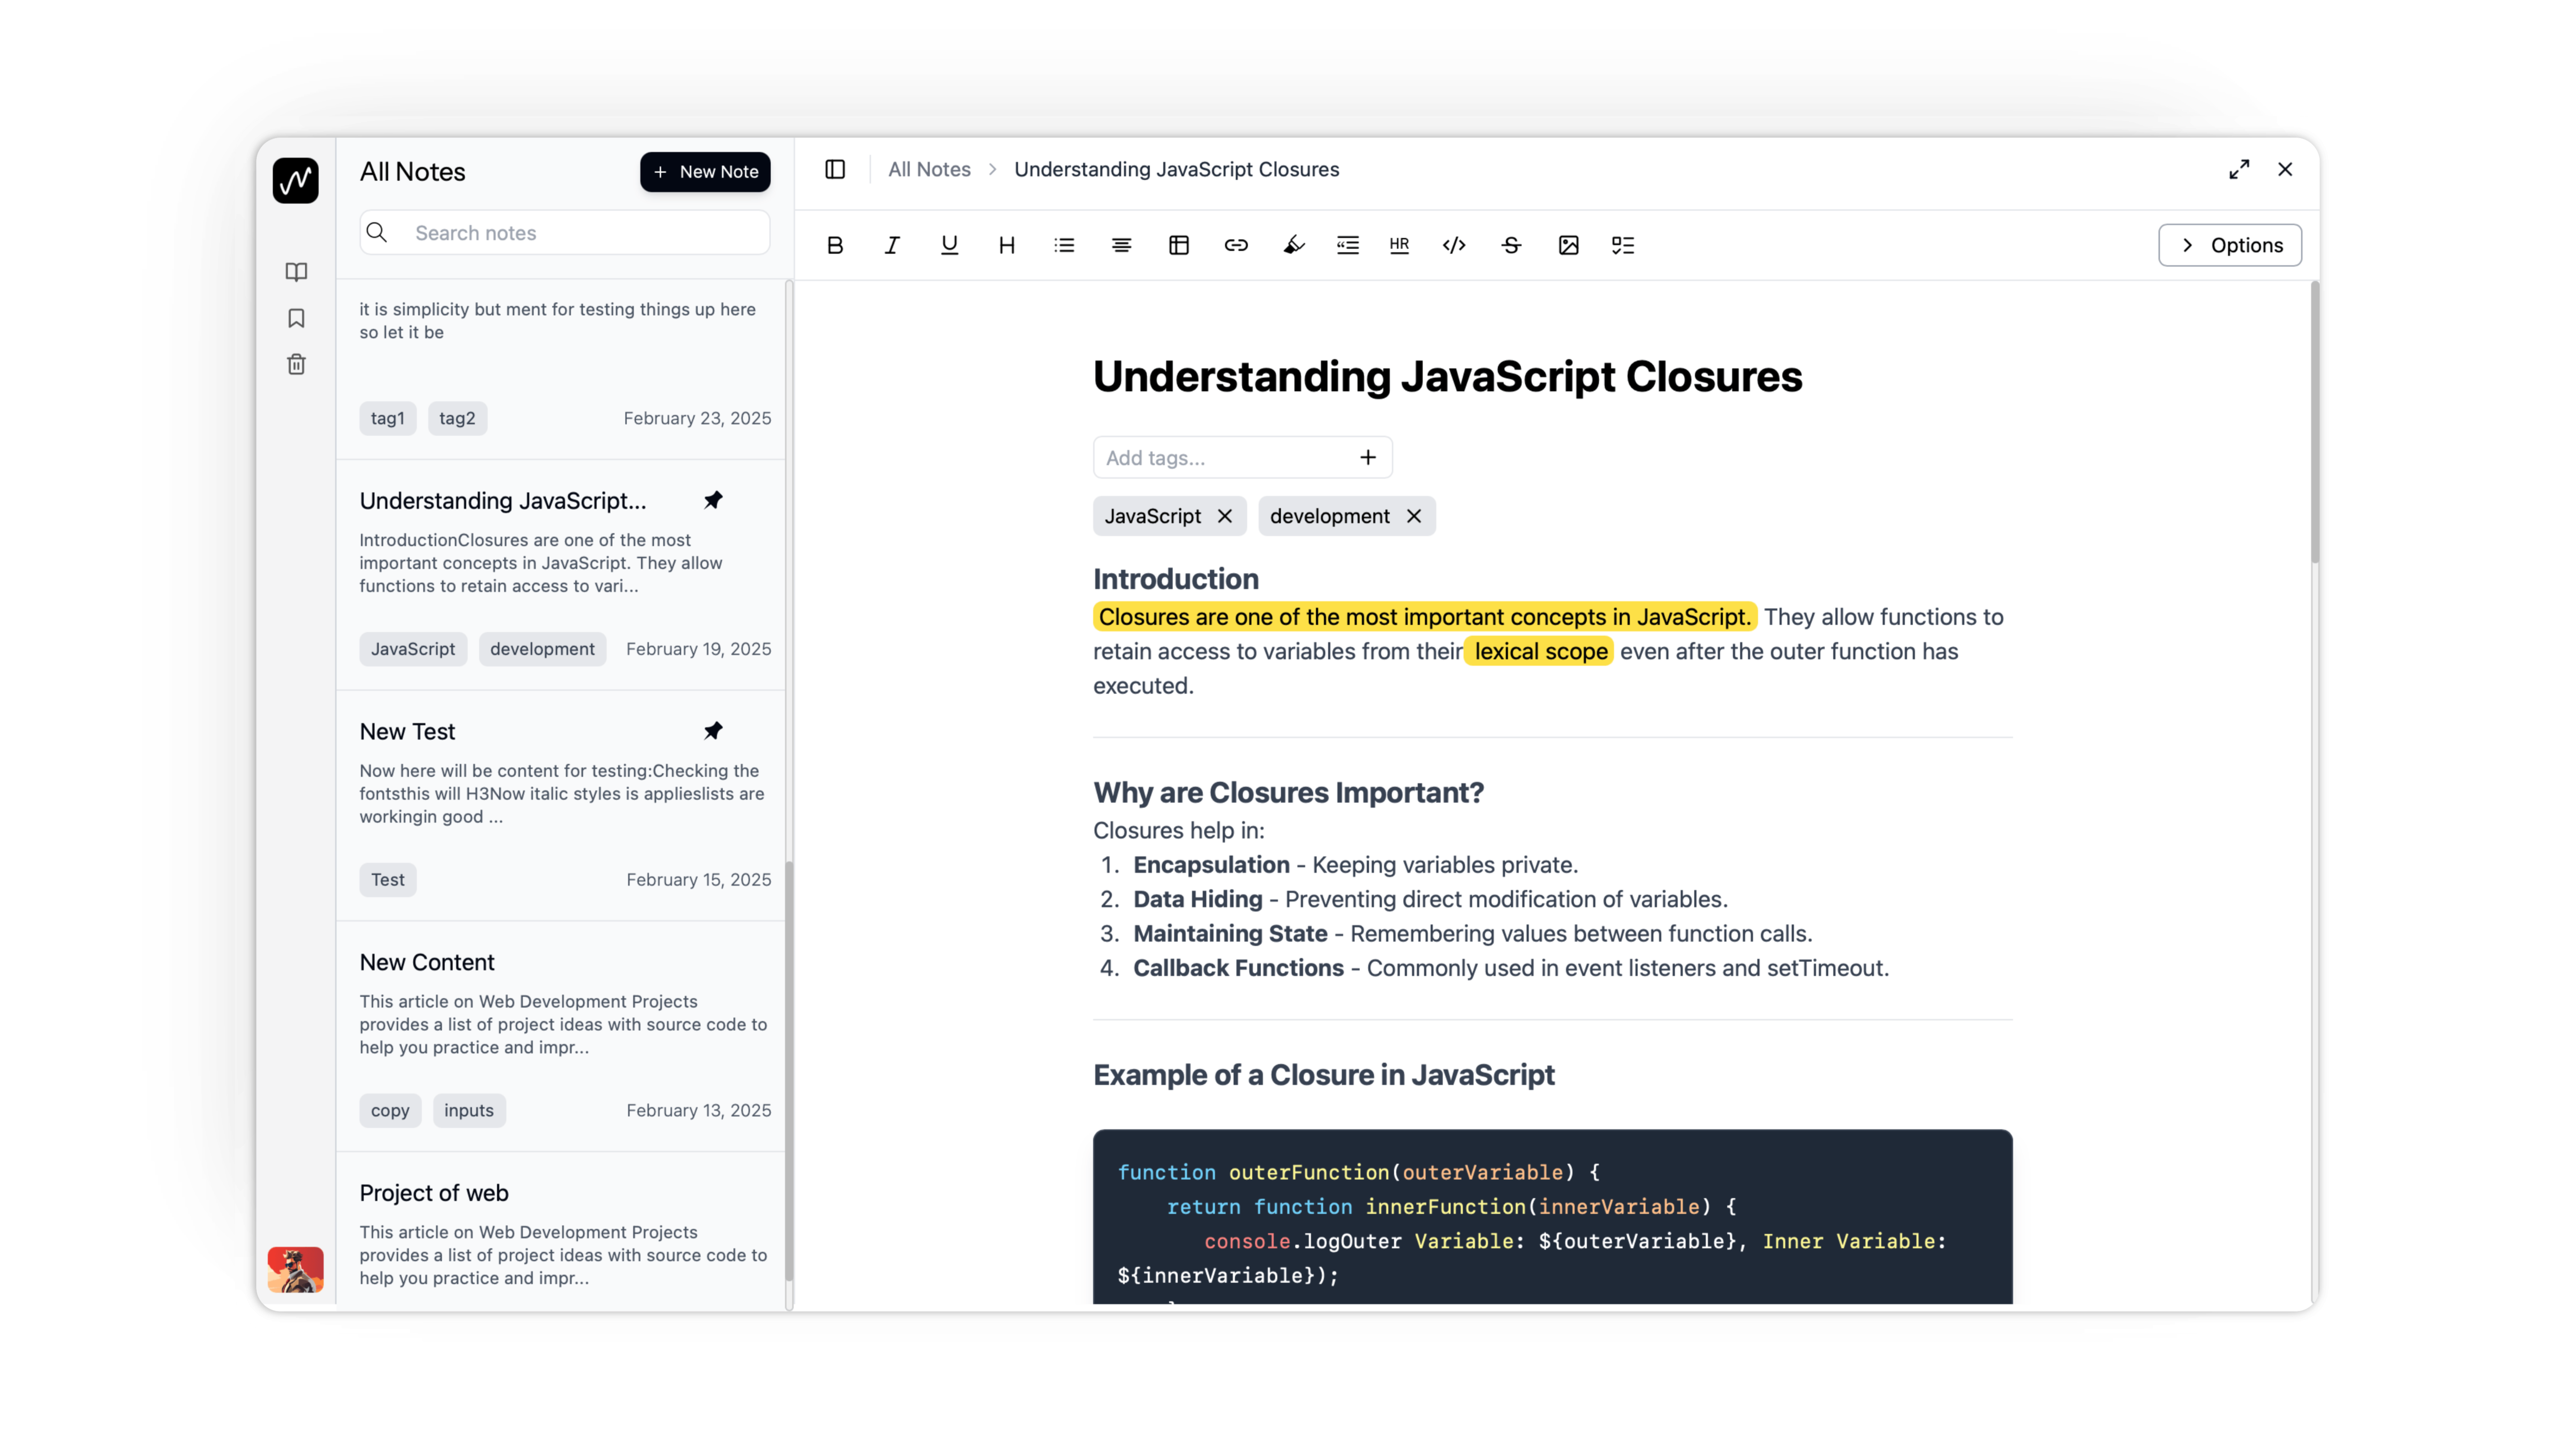 All Notes
+ New Note
Search notes
it is simplicity but ment for testing things up here
so let it be
tag1 tag2 February 23, 2025
Understanding JavaScript...
IntroductionClosures are one of the most
important concepts in JavaScript. They allow
functions to retain access to vari...
JavaScript development February 19, 2025
New Test
Now here will be content for testing:Checking the
fontsthis will H3Now italic styles is applieslists are
workingin good ...
Test February 15, 2025
New Content
This article on Web Development Projects
provides a list of project ideas with source code to
help you practice and impr...
copy inputs February 13, 2025
Project of web
This article on Web Development Projects
provides a list of project ideas with source code to
help you practice and impr...
All Notes > Understanding JavaScript Closures
B I U H HR </> S
Options
Understanding JavaScript Closures
Add tags... +
JavaScript × development ×
Introduction
Closures are one of the most important concepts in JavaScript. They allow functions to
retain access to variables from their lexical scope even after the outer function has
executed.
Why are Closures Important?
Closures help in:
1. Encapsulation - Keeping variables private.
2. Data Hiding - Preventing direct modification of variables.
3. Maintaining State - Remembering values between function calls.
4. Callback Functions - Commonly used in event listeners and setTimeout.
Example of a Closure in JavaScript
function outerFunction(outerVariable) {
return function innerFunction(innerVariable) {
console.logOuter Variable: ${outerVariable}, Inner Variable:
${innerVariable});